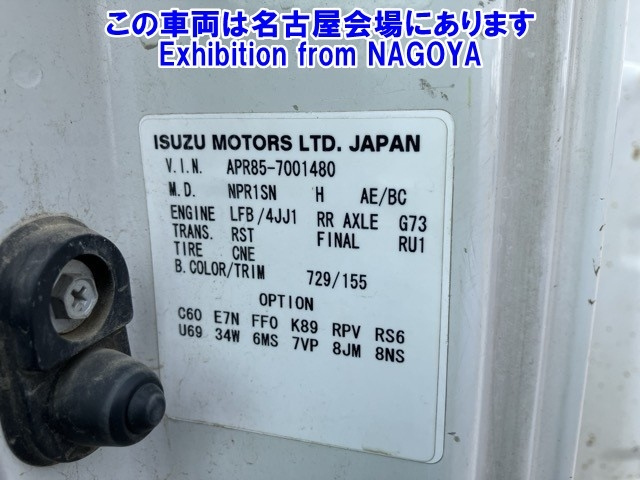 この車両は名古屋会場にあります
Exhibition from NAGOYA
ISUZU MOTORS LTD. JAPAN
V.I.N. APR85-7001480
M.D. NPR1SN H AE/BC
ENGINE LFB/4JJ1 RR AXLE G73
TRANS. RST FINAL RU1
TIRE CNE
B.COLOR/TRIM 729/155
OPTION
C60 E7N FF0 K89 RPV RS6
U69 34W 6MS 7VP 8JM 8NS